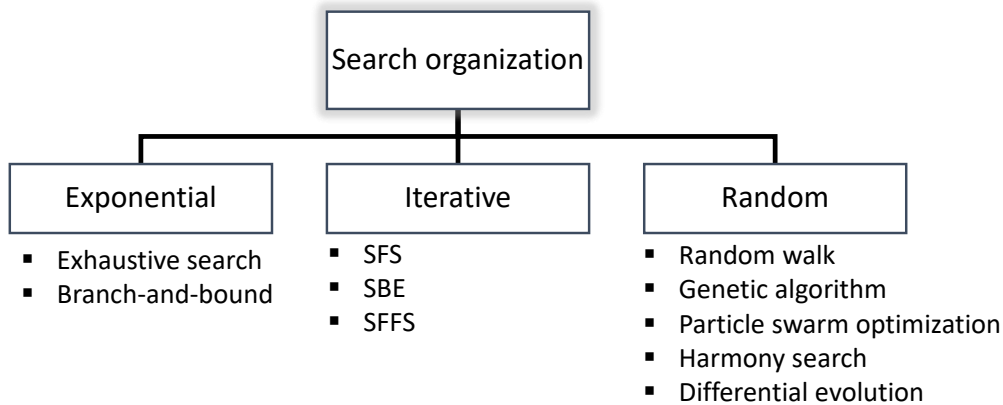 Search organization
Exponential
Iterative
Random
▪ Exhaustive search
▪ Branch-and-bound
▪ SFS
▪ SBE
▪ SFFS
▪ Random walk
▪ Genetic algorithm
▪ Particle swarm optimization
▪ Harmony search
▪ Differential evolution